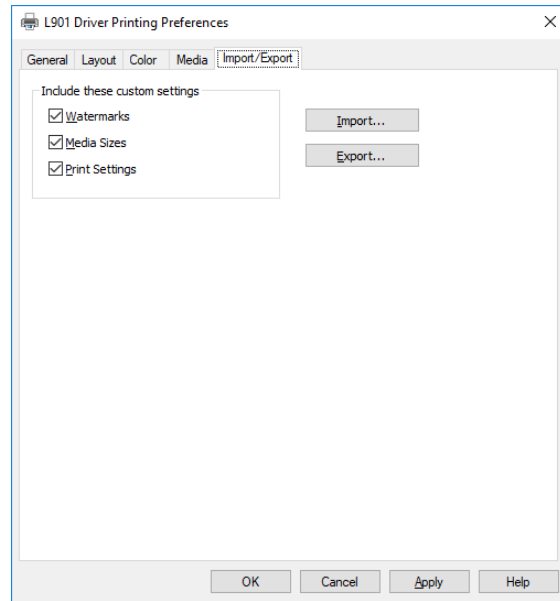 L901 Driver Printing Preferences
General Layout Color Media Import/Export
Include these custom settings
Watermarks
Import...
Media Sizes
Export...
Print Settings
OK Cancel Apply Help